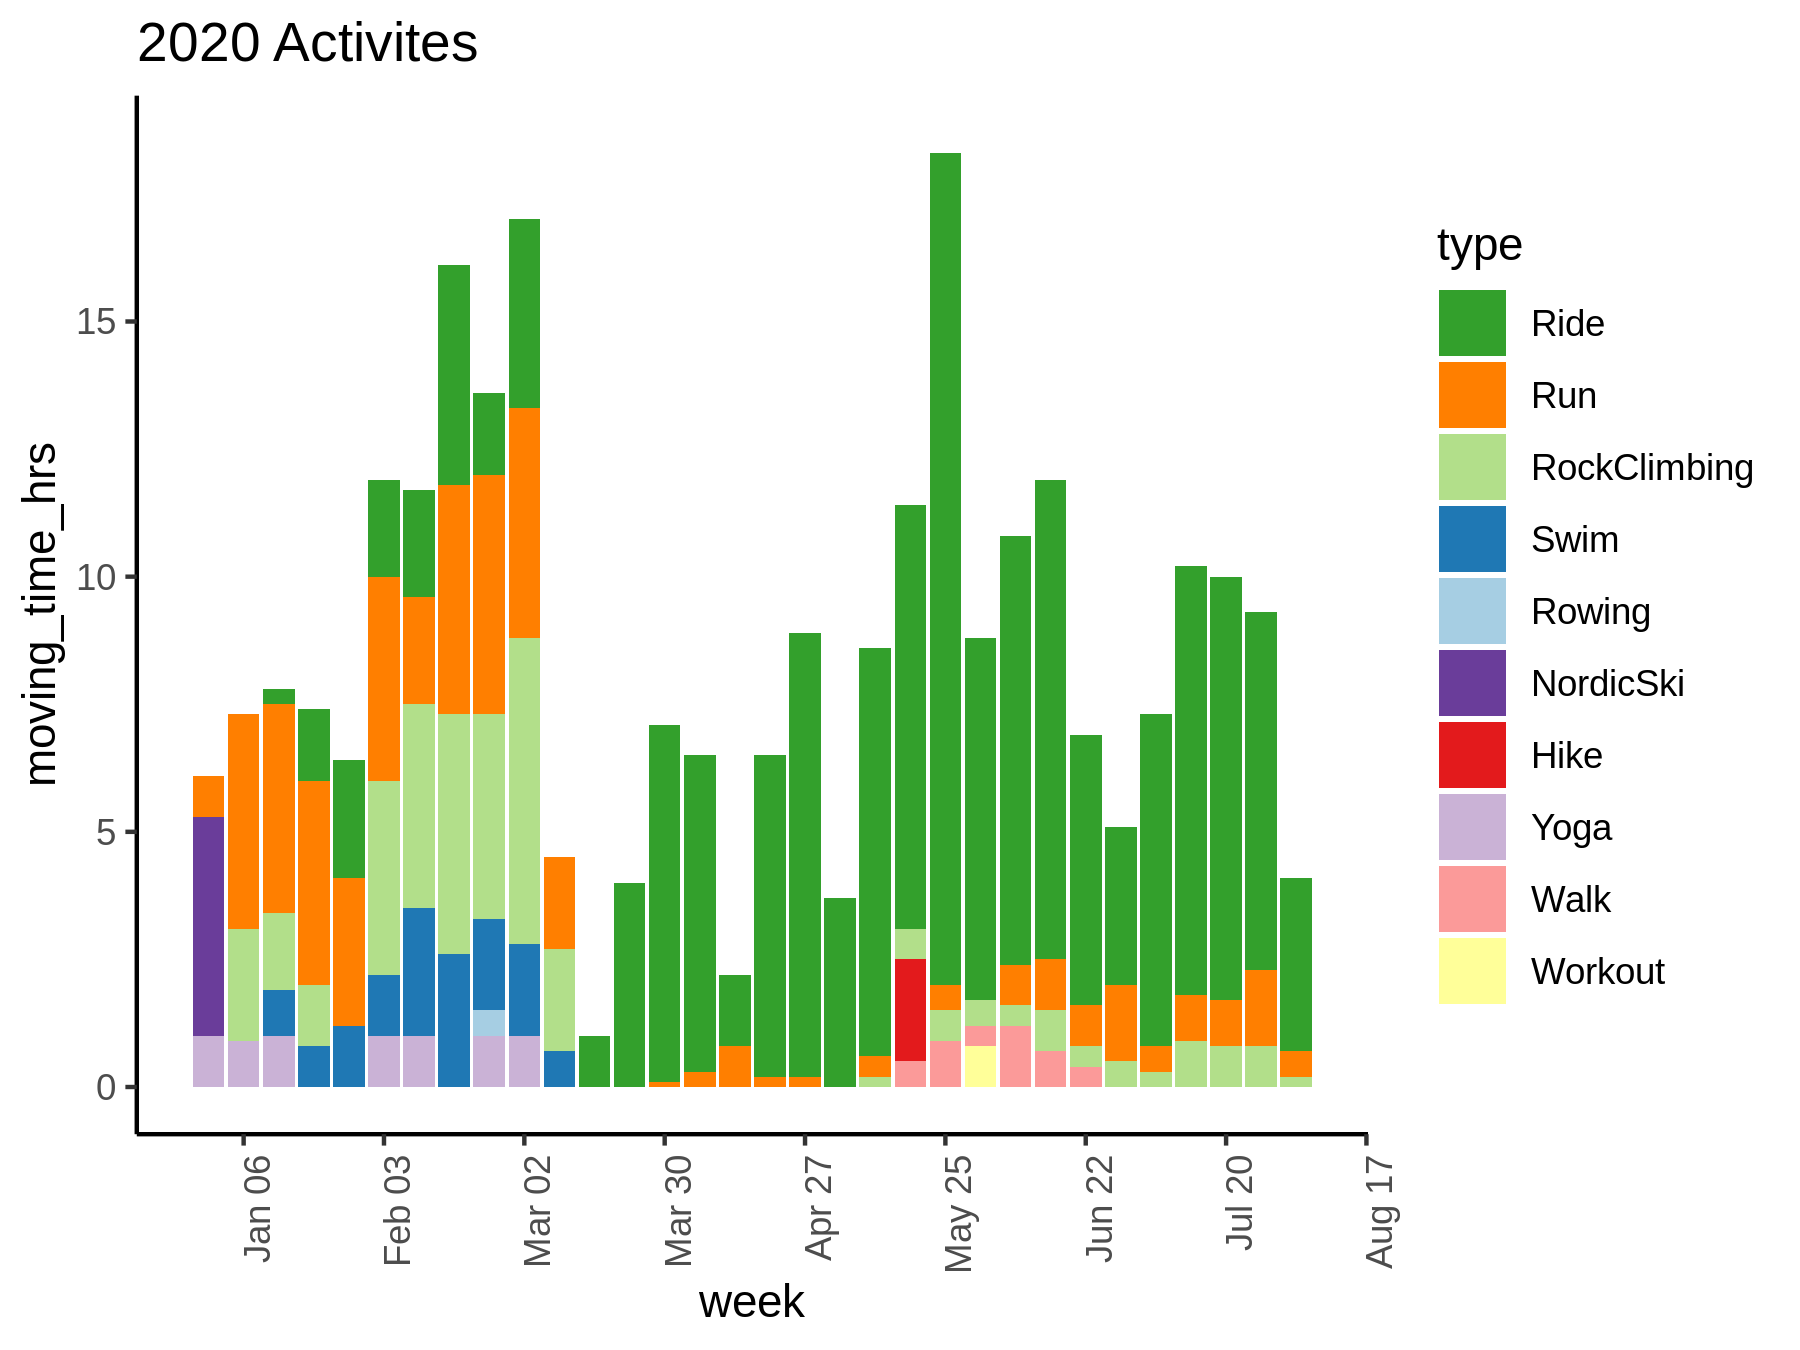 2020 Activites
moving_time_hrs
15
10
5
0
Jan 06
Feb 03
Mar 02
Mar 30
Apr 27
May 25
Jun 22
Jul 20
Aug 17
week
type
Ride
Run
RockClimbing
Swim
Rowing
NordicSki
Hike
Yoga
Walk
Workout